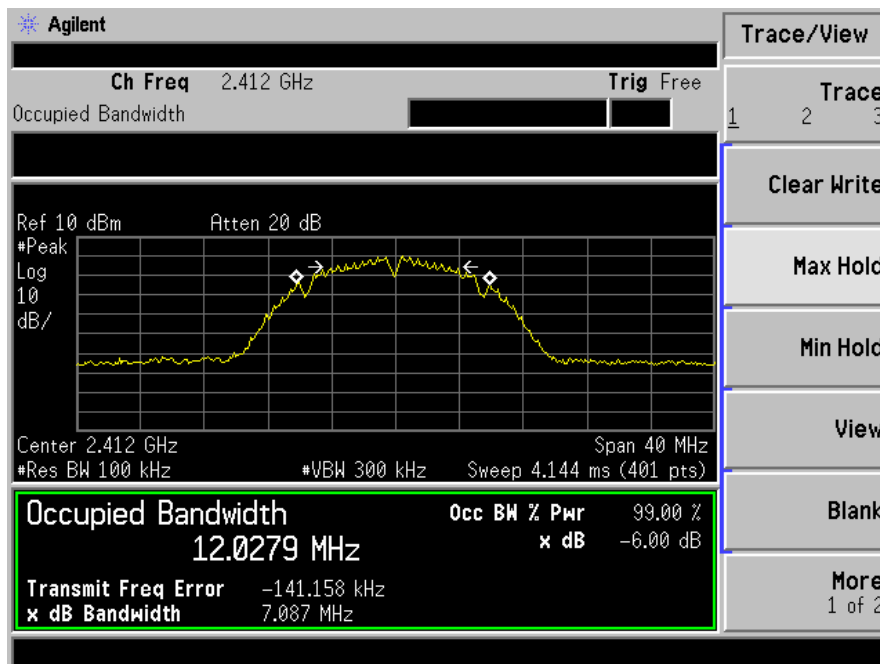 Agilent
Trace/View
Ch Freq 2.412 GHz Trig Free
Occupied Bandwidth
Trace
1 2 3
Clear Write
Max Hold
Min Hold
View
Blank
More
1 of 2
Ref 10 dBm Atten 20 dB
#Peak
Log
10
dB/
Center 2.412 GHz Span 40 MHz
#Res BW 100 kHz #VBW 300 kHz Sweep 4.144 ms (401 pts)
Occupied Bandwidth
12.0279 MHz
Occ BW % Pwr 99.00 %
x dB -6.00 dB
Transmit Freq Error -141.158 kHz
x dB Bandwidth 7.087 MHz